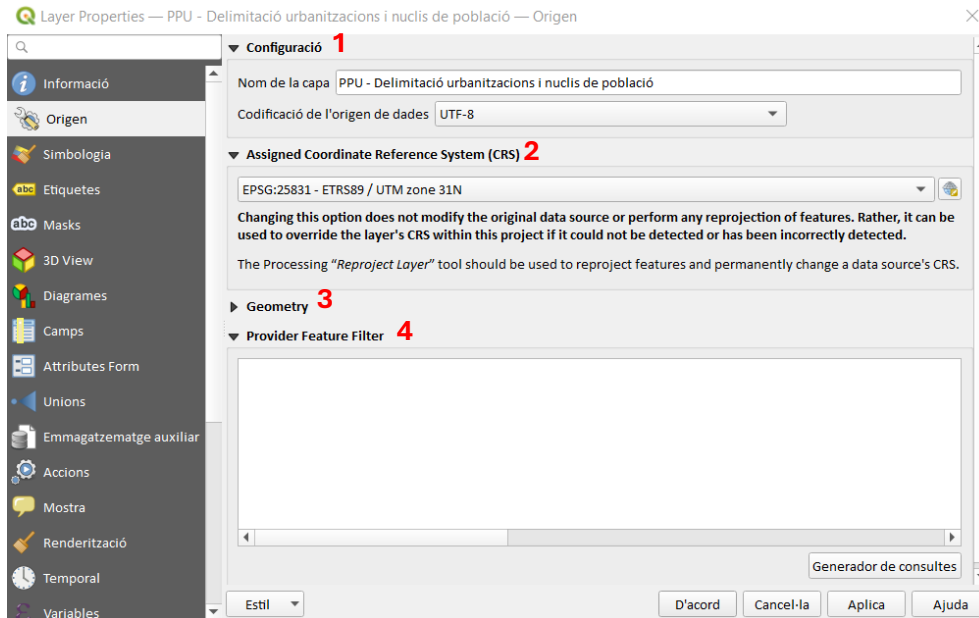 Layer Properties — PPU - Delimitació urbanitzacions i nuclis de població — Origen
Informació
Origen
Simbologia
abc Etiquetes
abc Masks
3D View
Diagrames
Camps
Attributes Form
Unions
Emmagatzematge auxiliar
Accions
Mostra
Renderització
Temporal
Variables
Configuració 1
Nom de la capa PPU - Delimitació urbanitzacions i nuclis de població
Codificació de l'origen de dades UTF-8
Assigned Coordinate Reference System (CRS) 2
EPSG:25831 - ETRS89 / UTM zone 31N
Changing this option does not modify the original data source or perform any reprojection of features. Rather, it can be
used to override the layer's CRS within this project if it could not be detected or has been incorrectly detected.
The Processing “Reproject Layer” tool should be used to reproject features and permanently change a data source's CRS.
Geometry 3
Provider Feature Filter 4
Generador de consultes
Estil D'acord Cancel·la Aplica Ajuda